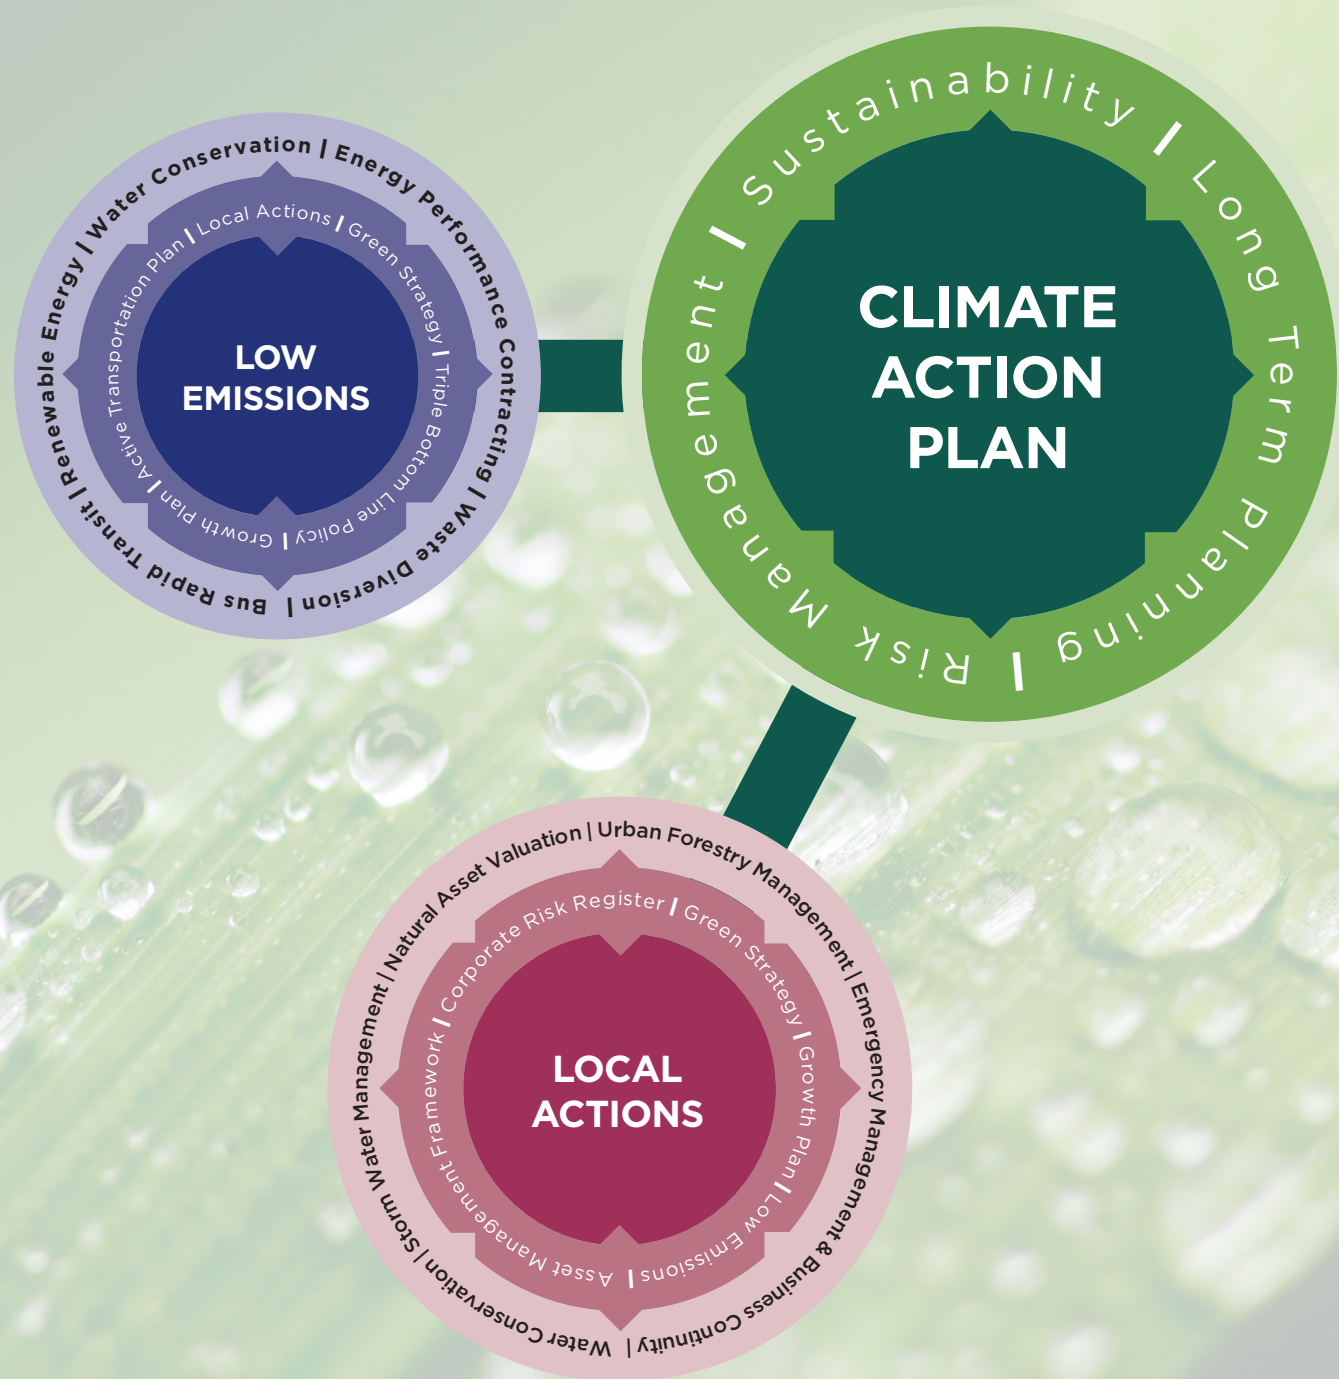 Sustainability | Long Term Planning | Risk Management |
CLIMATE
ACTION
PLAN
Water Conservation | Energy Performance Contracting | Waste Diversion | Bus Rapid Transit | Renewable Energy |
Local Actions | Green Strategy | Triple Bottom Line Policy | Growth Plan | Active Transportation Plan |
LOW
EMISSIONS
Natural Asset Valuation | Urban Forestry Management | Emergency Management & Business Continuity | Water Conservation | Storm Water Management |
Corporate Risk Register | Green Strategy | Growth Plan | Low Emissions | Asset Management Framework |
LOCAL
ACTIONS